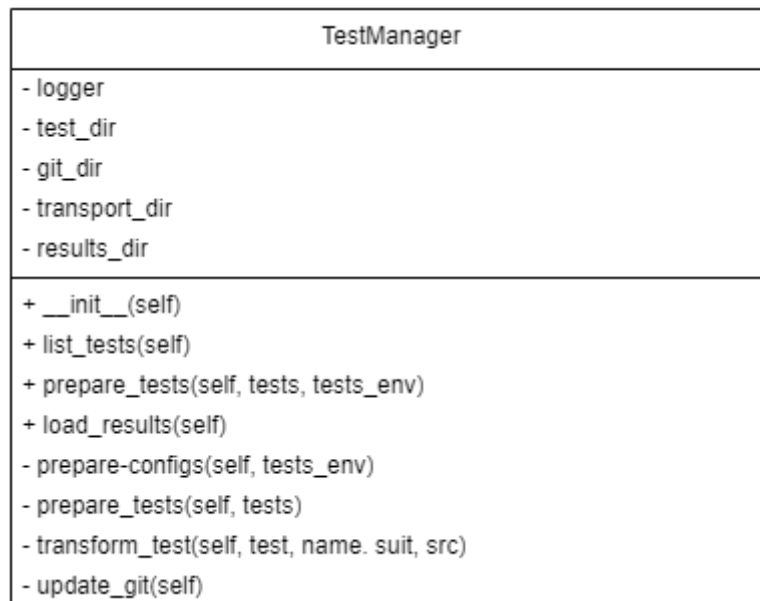 TestManager
- logger
- test_dir
- git_dir
- transport_dir
- results_dir
+ __init__(self)
+ list_tests(self)
+ prepare_tests(self, tests, tests_env)
+ load_results(self)
- prepare-configs(self, tests_env)
- prepare_tests(self, tests)
- transform_test(self, test, name. suit, src)
- update_git(self)